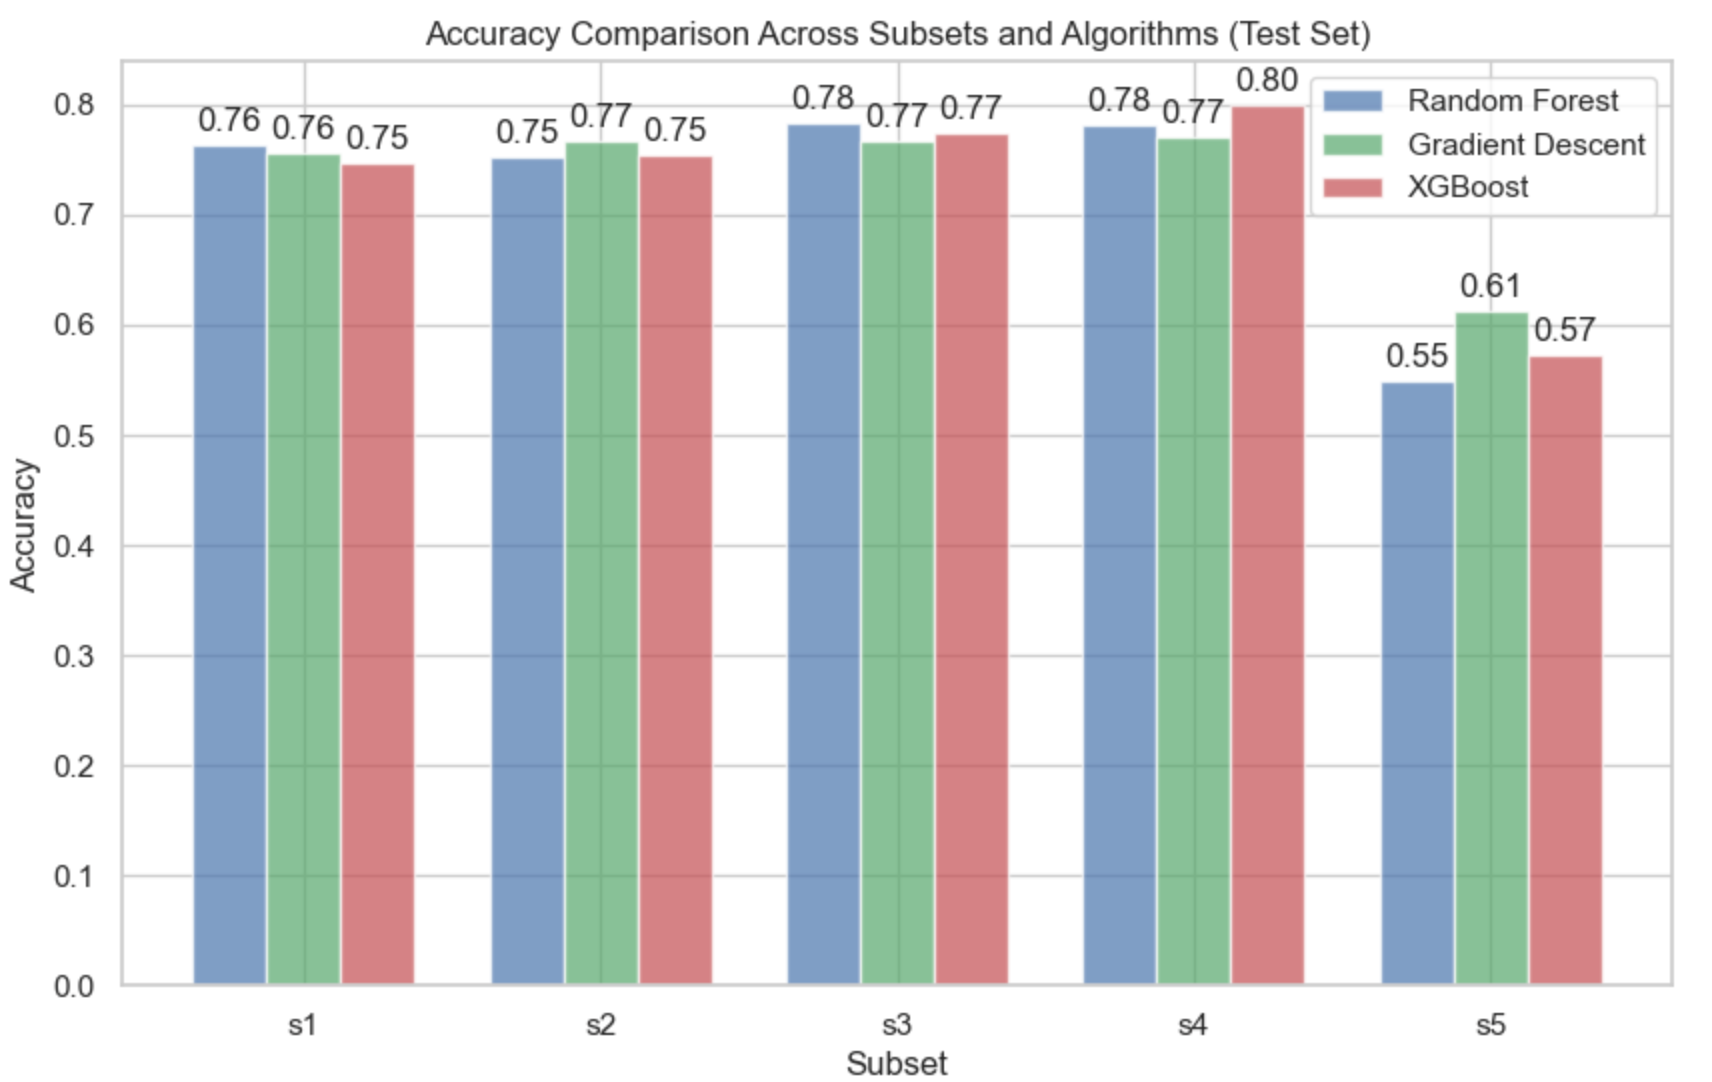 Accuracy Comparison Across Subsets and Algorithms (Test Set)
Accuracy
0.8
0.7
0.6
0.5
0.4
0.3
0.2
0.1
0.0
0.76 0.76 0.75
0.75 0.77 0.75
0.78 0.77 0.77
0.78 0.77 0.80
0.55 0.61 0.57
Random Forest
Gradient Descent
XGBoost
s1 s2 s3 s4 s5
Subset